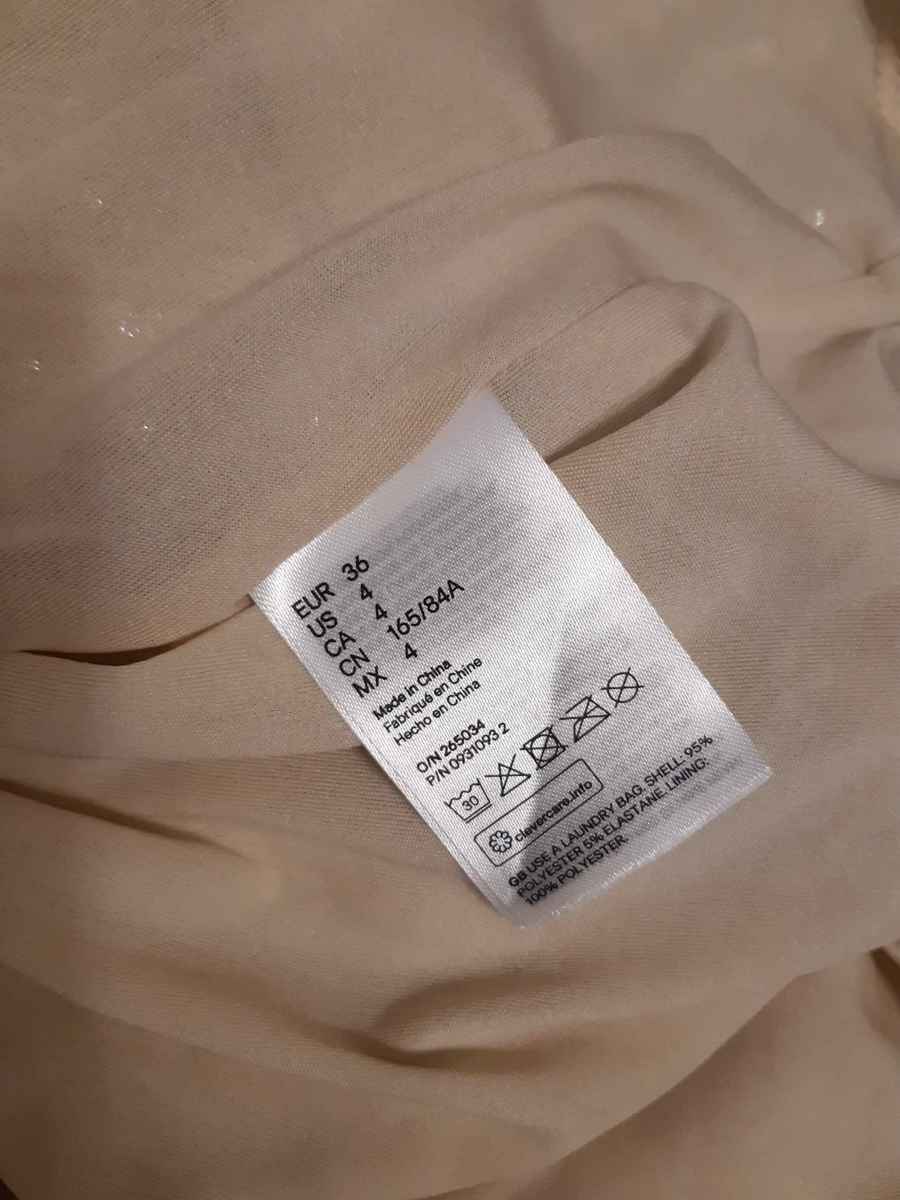 EUR 36
US 4
CA 4
CN 165/84A
MX 4
Made in China
Fabriqué en Chine
Hecho en China
O/N 265034
P/N 0931093 2
30
clevercare.info
GB USE A LAUNDRY BAG. SHELL: 95%
POLYESTER 5% ELASTANE. LINING:
100% POLYESTER.